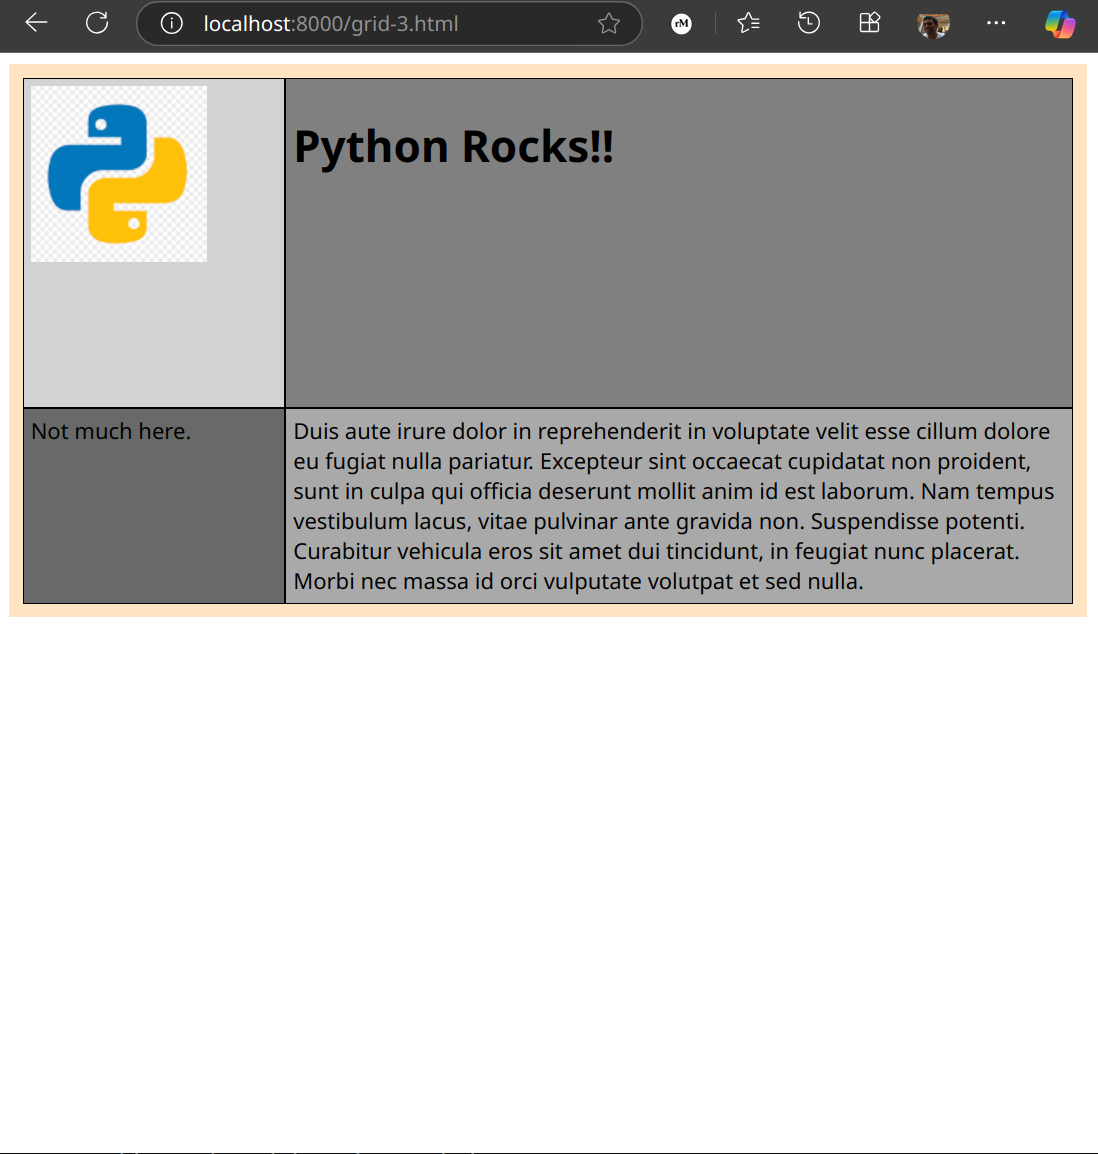 localhost:8000/grid-3.html
rM
Python Rocks!!
Not much here.
Duis aute irure dolor in reprehenderit in voluptate velit esse cillum dolore
eu fugiat nulla pariatur. Excepteur sint occaecat cupidatat non proident,
sunt in culpa qui officia deserunt mollit anim id est laborum. Nam tempus
vestibulum lacus, vitae pulvinar ante gravida non. Suspendisse potenti.
Curabitur vehicula eros sit amet dui tincidunt, in feugiat nunc placerat.
Morbi nec massa id orci vulputate volutpat et sed nulla.